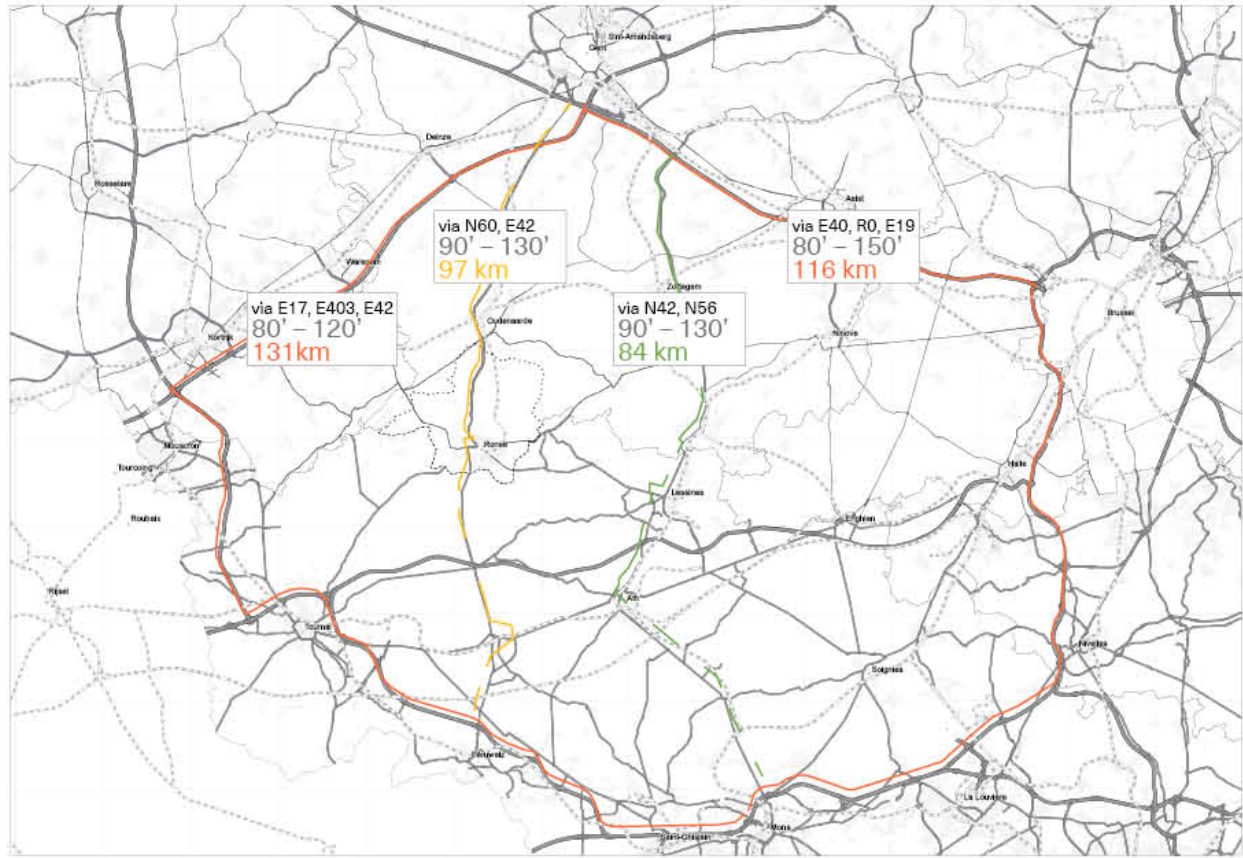 Sint-Amandsberg
Gent
Deinze
Roeselare
Aalst
via N60, E42
90' – 130'
97 km
via E40, R0, E19
80' – 150'
116 km
Waregem
via E17, E403, E42
80' – 120'
131km
Zottegem
via N42, N56
90' – 130'
84 km
Oudenaarde
Brussel
Kortrijk
Ninove
Mouscron
Ronse
Tourcoing
Halle
Lessines
Roubaix
Enghien
Rijsel
Ath
Tournai
Nivelles
Soignies
La Louvière
Mons
Saint-Ghislain